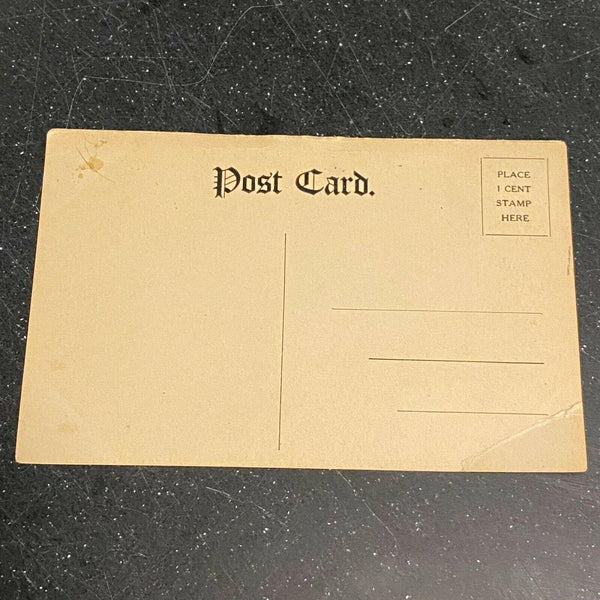 Post Card.
PLACE
1 CENT
STAMP
HERE